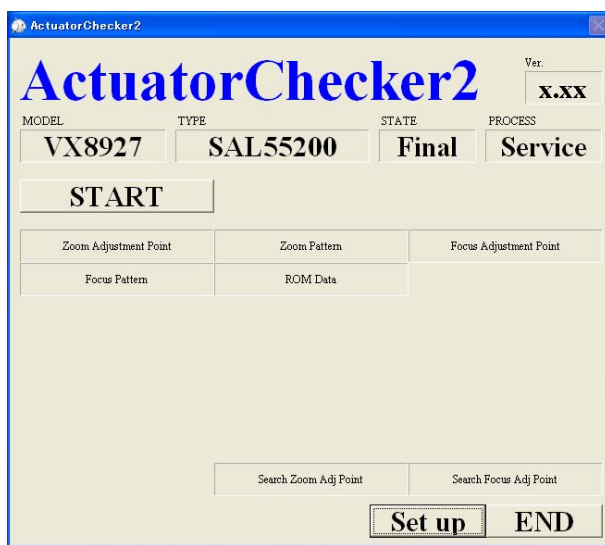 ActuatorChecker2
ActuatorChecker2
Ver.
x.xx
MODEL TYPE STATE PROCESS
VX8927 SAL55200 Final Service
START
Zoom Adjustment Point Zoom Pattern Focus Adjustment Point
Focus Pattern ROM Data
Search Zoom Adj Point Search Focus Adj Point
Set up END